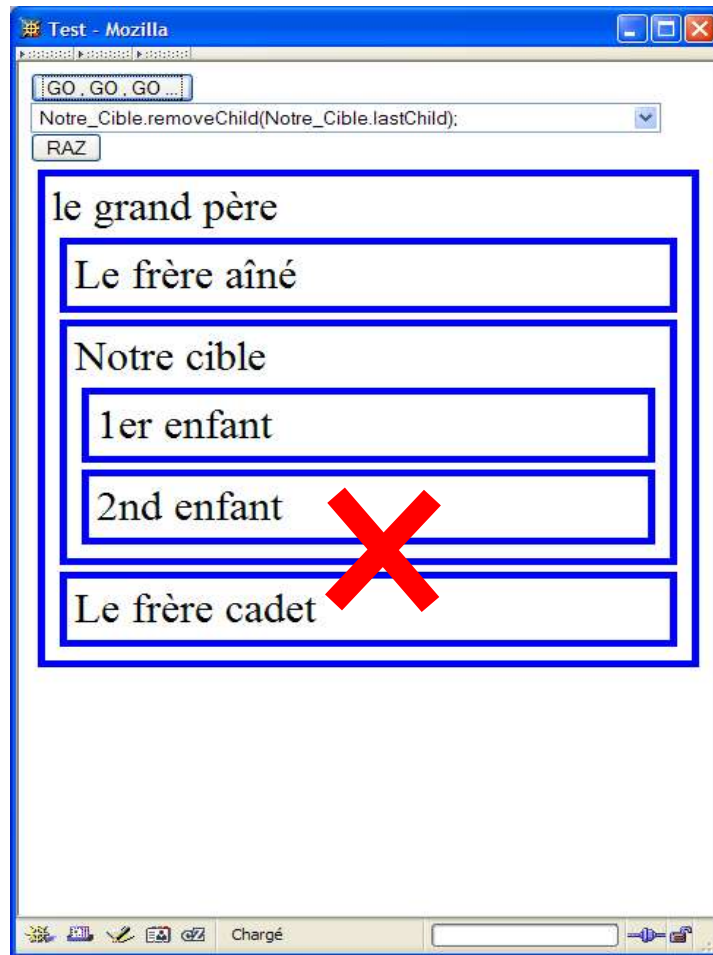 Test - Mozilla
GO , GO , GO ...
Notre_Cible.removeChild(Notre_Cible.lastChild);
RAZ
le grand père
Le frère aîné
Notre cible
1er enfant
2nd enfant
Le frère cadet
Chargé